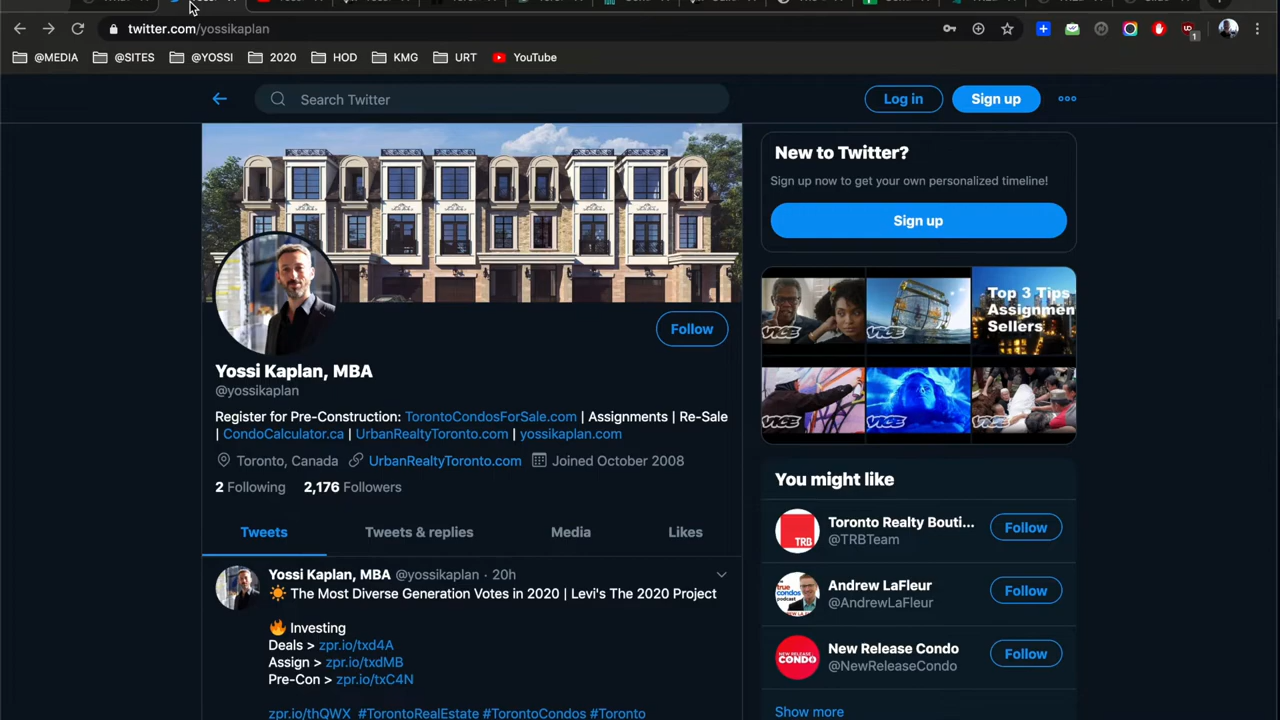 twitter.com/yossikaplan
@MEDIA @SITES @YOSSI 2020 HOD KMG URT YouTube
1
Search Twitter
Log in Sign up
New to Twitter?
Sign up now to get your own personalized timeline!
Sign up
Top 3 Tips
Assignmen
Sellers
VICE VICE
VICE VICE VICE
Follow
Yossi Kaplan, MBA
@yossikaplan
Register for Pre-Construction: TorontoCondosForSale.com | Assignments | Re-Sale
| CondoCalculator.ca | UrbanRealtyToronto.com | yossikaplan.com
Toronto, Canada UrbanRealtyToronto.com Joined October 2008
2 Following 2,176 Followers
Tweets Tweets & replies Media Likes
Yossi Kaplan, MBA @yossikaplan · 20h
The Most Diverse Generation Votes in 2020 | Levi's The 2020 Project
Investing
Deals > zpr.io/txd4A
Assign > zpr.io/txdMB
Pre-Con > zpr.io/txC4N
zpr.io/thQWX #TorontoRealEstate #TorontoCondos #Toronto
You might like
TRB
Toronto Realty Bouti...
@TRBTeam
Follow
true
condos
podcast
Andrew LaFleur
@AndrewLaFleur
Follow
NEW RELEASE
CONDO
New Release Condo
@NewReleaseCondo
Follow
Show more